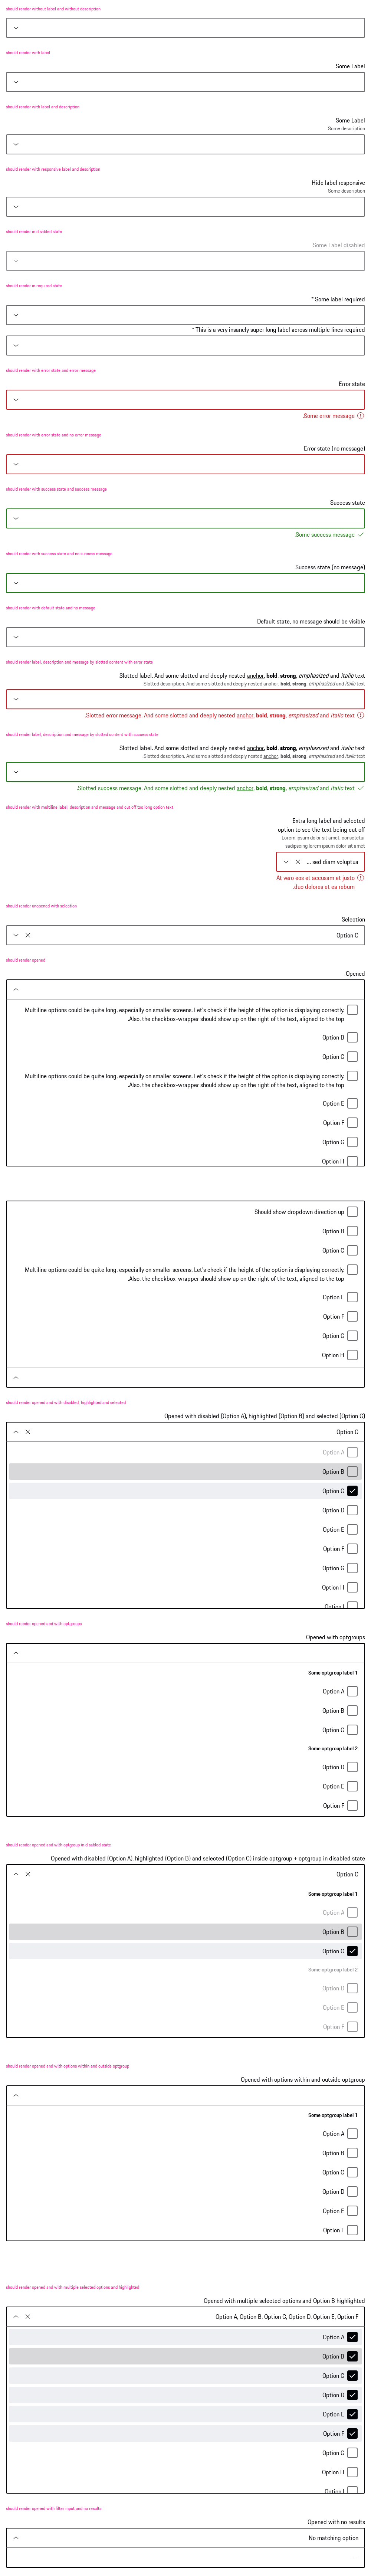 should render without label and without description
should render with label
Some Label
should render with label and description
Some Label
Some description
should render with responsive label and description
Hide label responsive
Some description
should render in disabled state
Some Label disabled
should render in required state
* Some label required
* This is a very insanely super long label across multiple lines required
should render with error state and error message
Error state
.Some error message
should render with error state and no error message
Error state (no message)
should render with success state and success message
Success state
.Some success message
should render with success state and no success message
Success state (no message)
should render with default state and no message
Default state, no message should be visible
should render label, description and message by slotted content with error state
.Slotted label. And some slotted and deeply nested anchor, bold, strong, emphasized and italic text
.Slotted description. And some slotted and deeply nested anchor, bold, strong, emphasized and italic text
.Slotted error message. And some slotted and deeply nested anchor, bold, strong, emphasized and italic text
should render label, description and message by slotted content with success state
.Slotted label. And some slotted and deeply nested anchor, bold, strong, emphasized and italic text
.Slotted description. And some slotted and deeply nested anchor, bold, strong, emphasized and italic text
.Slotted success message. And some slotted and deeply nested anchor, bold, strong, emphasized and italic text
should render with multiline label, description and message and cut off too long option text
Extra long label and selected
option to see the text being cut off
Lorem ipsum dolor sit amet, consetetur
sadipscing lorem ipsum dolor sit amet
... sed diam voluptua
At vero eos et accusam et justo
.duo dolores et ea rebum
should render unopened with selection
Selection
Option C
should render opened
Opened
Multiline options could be quite long, especially on smaller screens. Let's check if the height of the option is displaying correctly.
.Also, the checkbox-wrapper should show up on the right of the text, aligned to the top
Option B
Option C
Multiline options could be quite long, especially on smaller screens. Let's check if the height of the option is displaying correctly.
.Also, the checkbox-wrapper should show up on the right of the text, aligned to the top
Option E
Option F
Option G
Option H
Should show dropdown direction up
Option B
Option C
Multiline options could be quite long, especially on smaller screens. Let's check if the height of the option is displaying correctly.
.Also, the checkbox-wrapper should show up on the right of the text, aligned to the top
Option E
Option F
Option G
Option H
should render opened and with disabled, highlighted and selected
Opened with disabled (Option A), highlighted (Option B) and selected (Option C)
Option C
Option A
Option B
Option C
Option D
Option E
Option F
Option G
Option H
Option I
should render opened and with optgroups
Opened with optgroups
Some optgroup label 1
Option A
Option B
Option C
Some optgroup label 2
Option D
Option E
Option F
should render opened and with optgroup in disabled state
Opened with disabled (Option A), highlighted (Option B) and selected (Option C) inside optgroup + optgroup in disabled state
Option C
Some optgroup label 1
Option A
Option B
Option C
Some optgroup label 2
Option D
Option E
Option F
should render opened and with options within and outside optgroup
Opened with options within and outside optgroup
Some optgroup label 1
Option A
Option B
Option C
Option D
Option E
Option F
should render opened and with multiple selected options and highlighted
Opened with multiple selected options and Option B highlighted
Option A, Option B, Option C, Option D, Option E, Option F
Option A
Option B
Option C
Option D
Option E
Option F
Option G
Option H
Option I
should render opened with filter input and no results
Opened with no results
No matching option
---